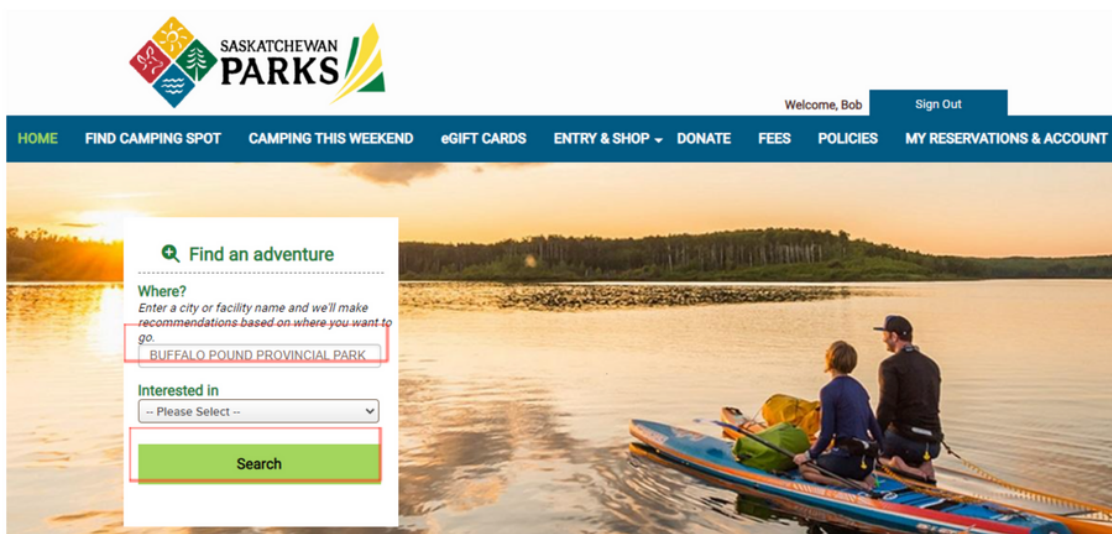 SASKATCHEWAN
PARKS
Welcome, Bob
Sign Out
HOME FIND CAMPING SPOT CAMPING THIS WEEKEND eGIFT CARDS ENTRY & SHOP DONATE FEES POLICIES MY RESERVATIONS & ACCOUNT
Find an adventure
Where?
Enter a city or facility name and we'll make
recommendations based on where you want to
go.
BUFFALO POUND PROVINCIAL PARK
Interested in
-- Please Select --
Search